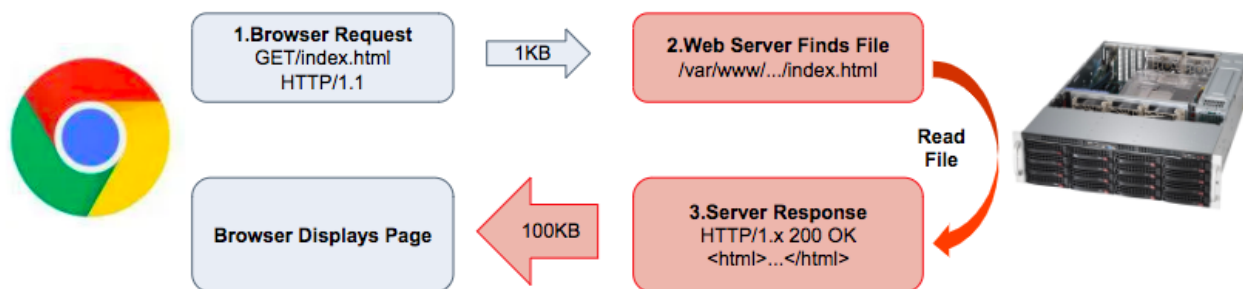 1.Browser Request
GET/index.html
HTTP/1.1
1KB
2.Web Server Finds File
/var/www/.../index.html
Read
File
3.Server Response
HTTP/1.x 200 OK
<html>...</html>
100KB
Browser Displays Page